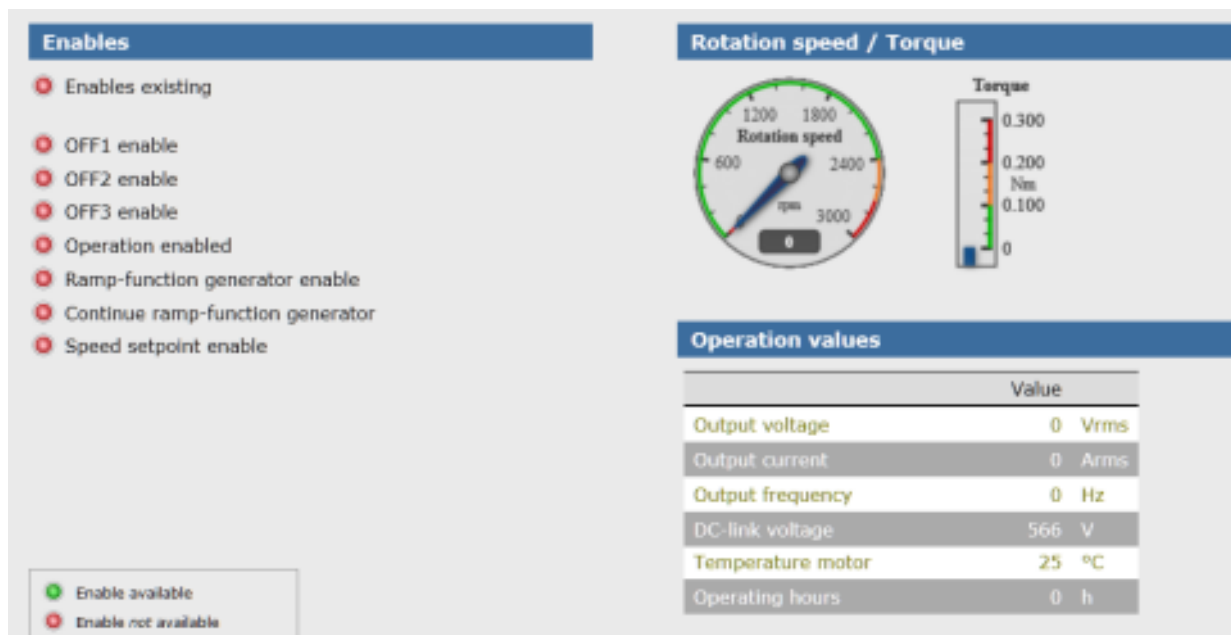 Enables
Enables existing
OFF1 enable
OFF2 enable
OFF3 enable
Operation enabled
Ramp-function generator enable
Continue ramp-function generator
Speed setpoint enable
Enable available
Enable not available
Rotation speed / Torque
1200 1800
Rotation speed
600 2400
rpm
3000
0
Torque
0.300
0.200
Nm
0.100
0
Operation values
Value
Output voltage 0 Vrms
Output current 0 Arms
Output frequency 0 Hz
DC-link voltage 566 V
Temperature motor 25 °C
Operating hours 0 h